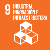 9 INDUSTRY, INNOVATION
AND INFRASTRUCTURE